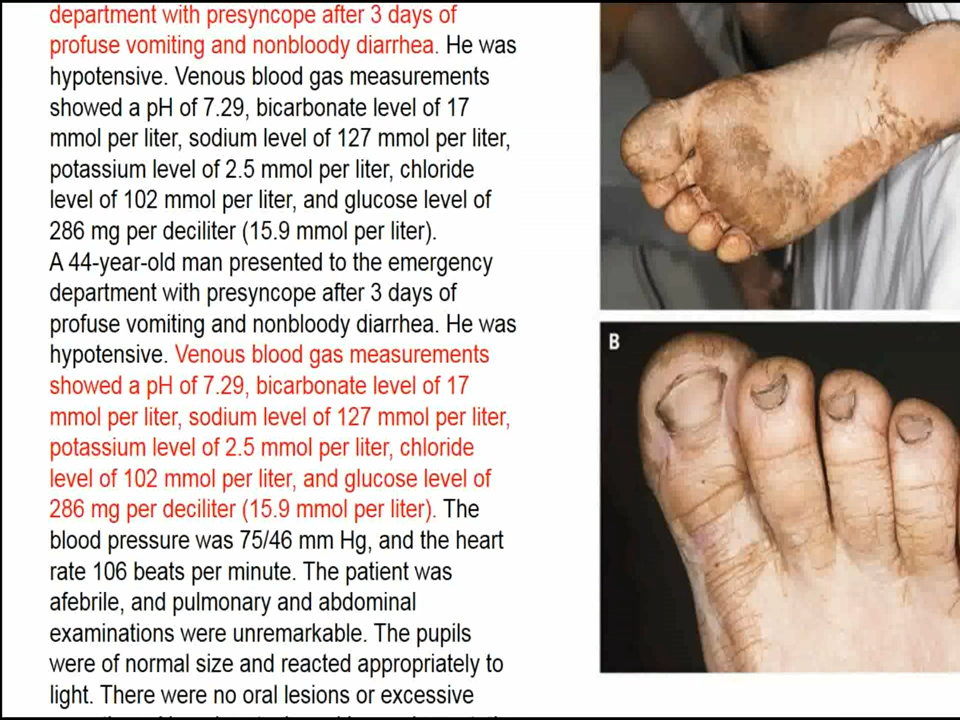 department with presyncope after 3 days of
profuse vomiting and nonbloody diarrhea. He was
hypotensive. Venous blood gas measurements
showed a pH of 7.29, bicarbonate level of 17
mmol per liter, sodium level of 127 mmol per liter,
potassium level of 2.5 mmol per liter, chloride
level of 102 mmol per liter, and glucose level of
286 mg per deciliter (15.9 mmol per liter).
A 44-year-old man presented to the emergency
department with presyncope after 3 days of
profuse vomiting and nonbloody diarrhea. He was
hypotensive. Venous blood gas measurements
showed a pH of 7.29, bicarbonate level of 17
mmol per liter, sodium level of 127 mmol per liter,
potassium level of 2.5 mmol per liter, chloride
level of 102 mmol per liter, and glucose level of
286 mg per deciliter (15.9 mmol per liter). The
blood pressure was 75/46 mm Hg, and the heart
rate 106 beats per minute. The patient was
afebrile, and pulmonary and abdominal
examinations were unremarkable. The pupils
were of normal size and reacted appropriately to
light. There were no oral lesions or excessive
B